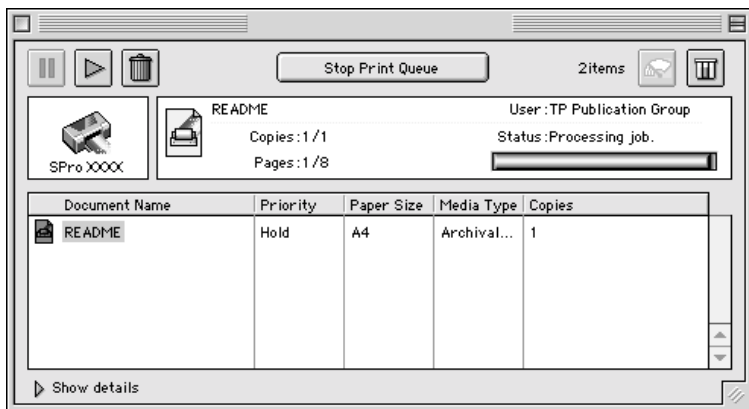 Stop Print Queue
2items
SPro XXXX
README
User:TP Publication Group
Copies:1/1
Status:Processing job.
Pages:1/8
Document Name Priority Paper Size Media Type Copies
README Hold A4 Archival... 1
Show details